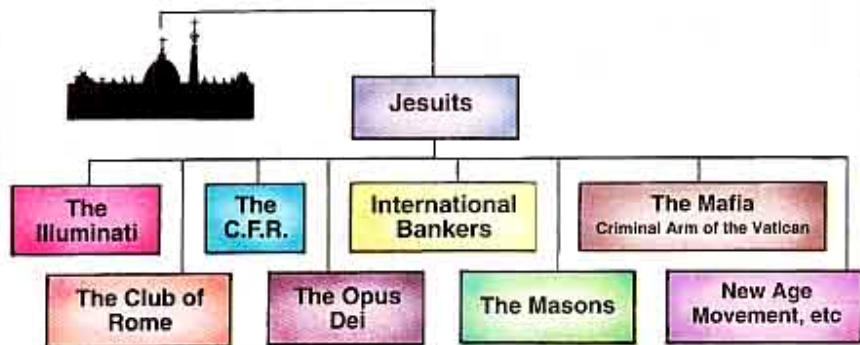 Jesuits
The
Illuminati
The
C.F.R.
International
Bankers
The Mafia
Criminal Arm of the Vatican
The Club of
Rome
The Opus
Dei
The Masons
New Age
Movement, etc